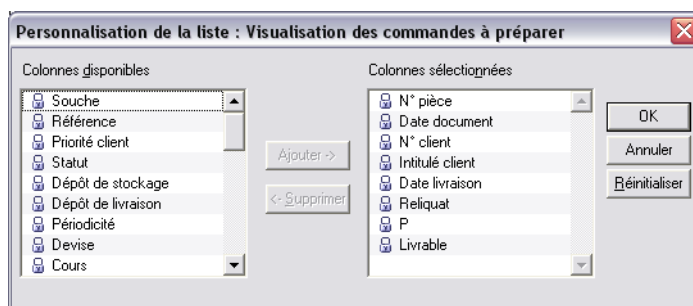 Personnalisation de la liste : Visualisation des commandes à préparer
Colonnes disponibles
Souche
Référence
Priorité client
Statut
Dépôt de stockage
Dépôt de livraison
Périodicité
Devise
Cours
Ajouter ->
<- Supprimer
Colonnes sélectionnées
N° pièce
Date document
N° client
Intitulé client
Date livraison
Reliquat
P
Livrable
OK
Annuler
Réinitialiser